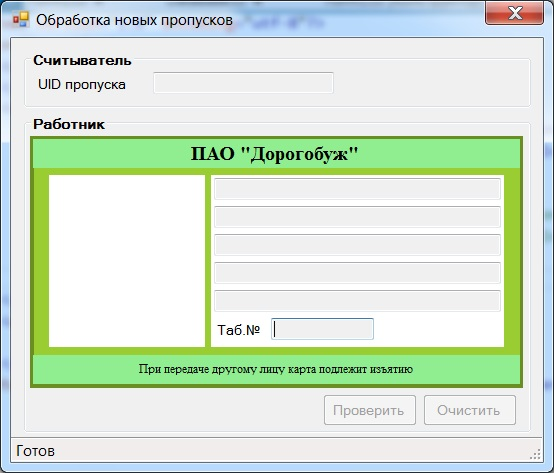 Обработка новых пропусков
Считыватель
UID пропуска
Работник
ПАО "Дорогобуж"
Таб.№
При передаче другому лицу карта подлежит изъятию
Проверить
Очистить
Готов